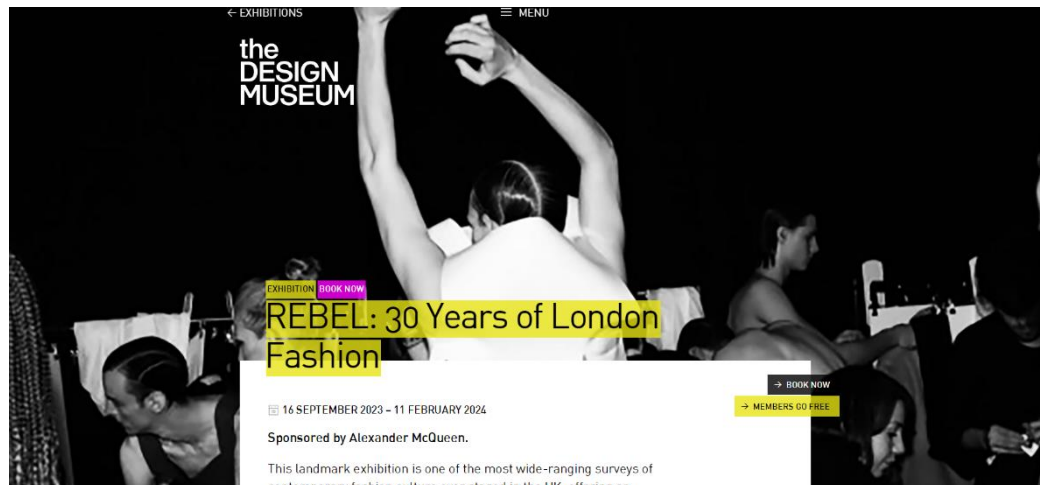 ← EXHIBITIONS
☰ MENU
the
DESIGN
MUSEUM
EXHIBITION BOOK NOW
REBEL: 30 Years of London
Fashion
→ BOOK NOW
→ MEMBERS GO FREE
16 SEPTEMBER 2023 – 11 FEBRUARY 2024
Sponsored by Alexander McQueen.
This landmark exhibition is one of the most wide-ranging surveys of